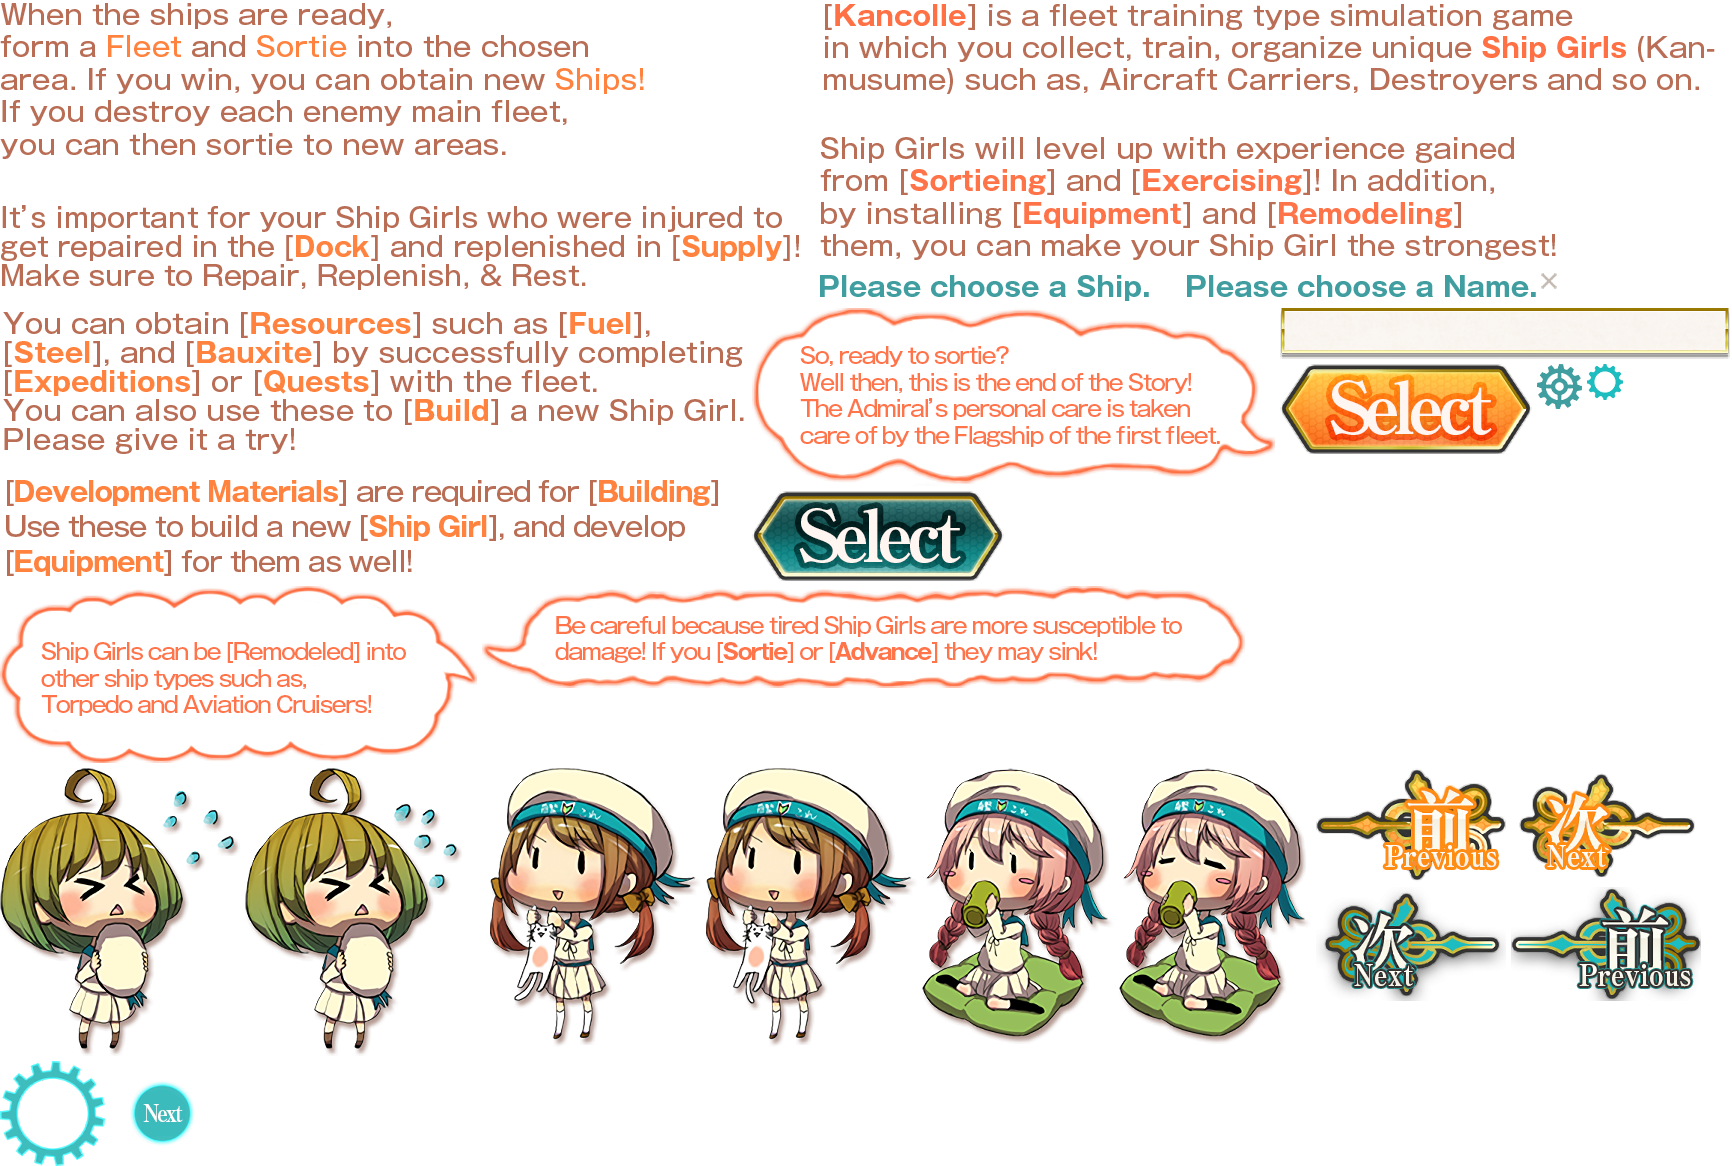 When the ships are ready,
form a Fleet and Sortie into the chosen
area. If you win, you can obtain new Ships!
If you destroy each enemy main fleet,
you can then sortie to new areas.
It's important for your Ship Girls who were injured to
get repaired in the [Dock] and replenished in [Supply]!
Make sure to Repair, Replenish, & Rest.
You can obtain [Resources] such as [Fuel],
[Steel], and [Bauxite] by successfully completing
[Expeditions] or [Quests] with the fleet.
You can also use these to [Build] a new Ship Girl.
Please give it a try!
[Development Materials] are required for [Building]
Use these to build a new [Ship Girl], and develop
[Equipment] for them as well!
[Kancolle] is a fleet training type simulation game
in which you collect, train, organize unique Ship Girls (Kan-
musume) such as, Aircraft Carriers, Destroyers and so on.
Ship Girls will level up with experience gained
from [Sortieing] and [Exercising]! In addition,
by installing [Equipment] and [Remodeling]
them, you can make your Ship Girl the strongest!
Please choose a Ship.
Please choose a Name.
So, ready to sortie?
Well then, this is the end of the Story!
The Admiral's personal care is taken
care of by the Flagship of the first fleet.
Select
Select
Ship Girls can be [Remodeled] into
other ship types such as,
Torpedo and Aviation Cruisers!
Be careful because tired Ship Girls are more susceptible to
damage! If you [Sortie] or [Advance] they may sink!
艦これ
艦これ
艦これ
艦これ
前
Previous
次
Next
次
Next
前
Previous
Next